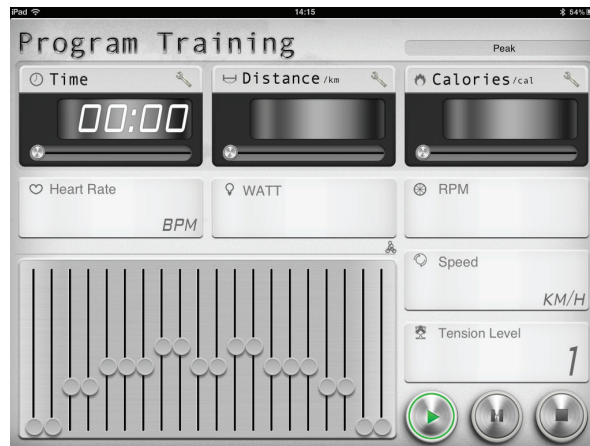 iPad 14:15 54%
Program Training
Peak
Time Distance /km Calories/cal
00:00
Heart Rate WATT RPM
BPM
Speed
KM/H
Tension Level
1